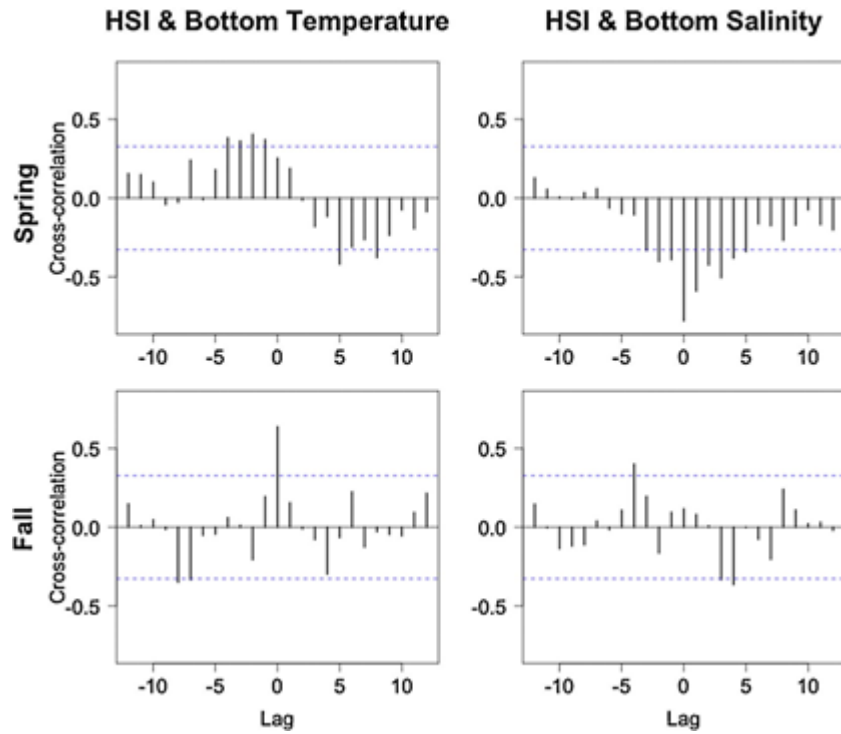 HSI & Bottom Temperature
HSI & Bottom Salinity
Spring
Cross-correlation
0.5
0.0
-0.5
-10 -5 0 5 10
0.5
0.0
-0.5
-10 -5 0 5 10
Fall
Cross-correlation
0.5
0.0
-0.5
-10 -5 0 5 10
Lag
0.5
0.0
-0.5
-10 -5 0 5 10
Lag